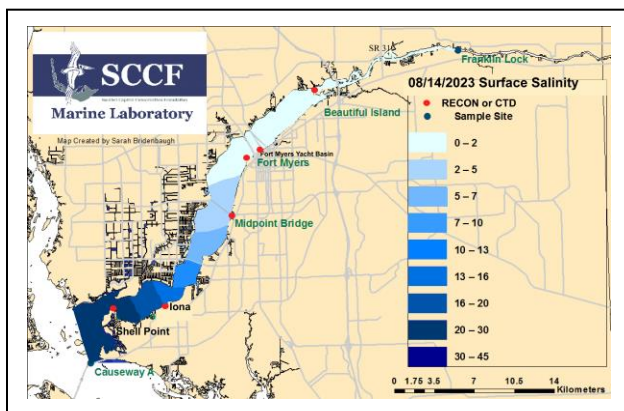 SR 31
Franklin Lock
SCCF
Marine Laboratory
Map Created by Sarah Bridenbaugh
08/14/2023 Surface Salinity
RECON or CTD
Sample Site
0 – 2
2 – 5
5 – 7
7 – 10
10 – 13
13 – 16
16 – 20
20 – 30
30 – 45
Beautiful Island
Fort Myers Yacht Basin
Fort Myers
Midpoint Bridge
Iona
Shell Point
Causeway A
0 1.75 3.5 7 10.5 14
Kilometers